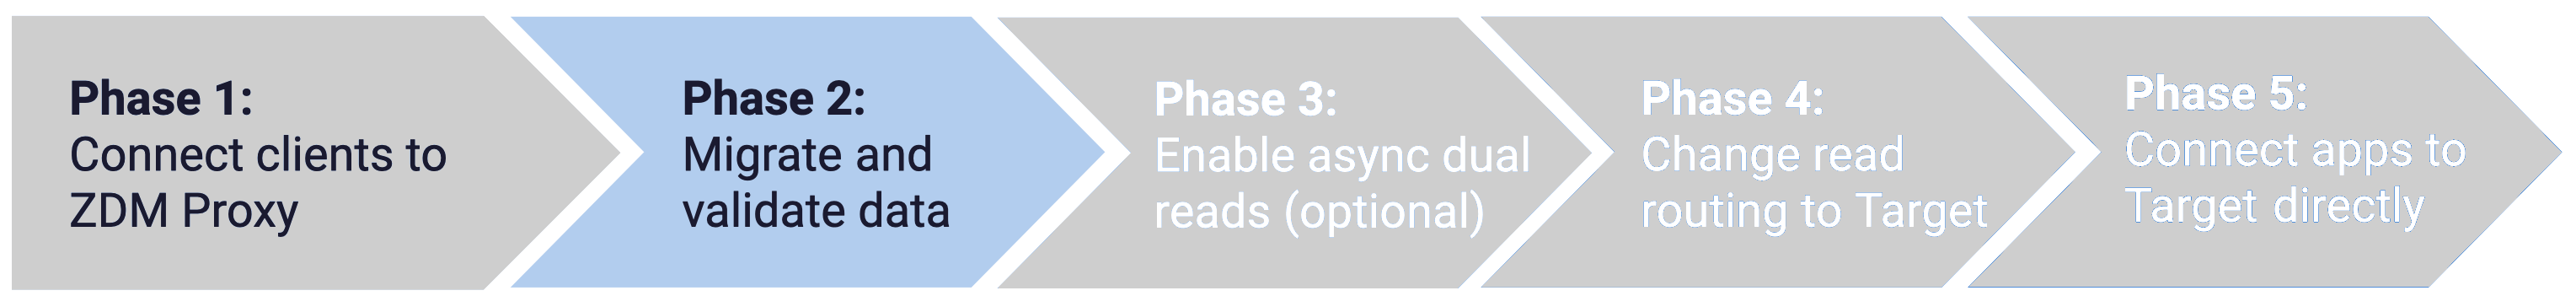 Phase 1:
Connect clients to
ZDM Proxy
Phase 2:
Migrate and
validate data
Phase 3:
Enable async dual
reads (optional)
Phase 4:
Change read
routing to Target
Phase 5:
Connect apps to
Target directly